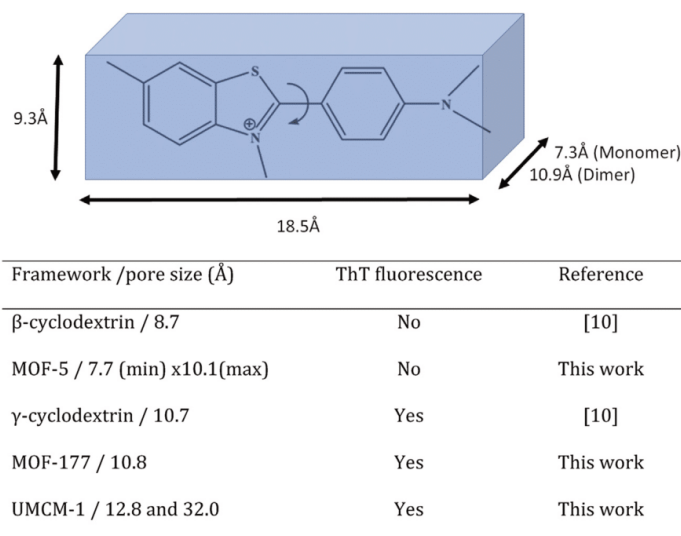 S
9.3Å
⊕
N
N
7.3Å (Monomer)
10.9Å (Dimer)
18.5Å
Framework /pore size (Å) ThT fluorescence Reference
β-cyclodextrin / 8.7 No [10]
MOF-5 / 7.7 (min) x10.1(max) No This work
γ-cyclodextrin / 10.7 Yes [10]
MOF-177 / 10.8 Yes This work
UMCM-1 / 12.8 and 32.0 Yes This work